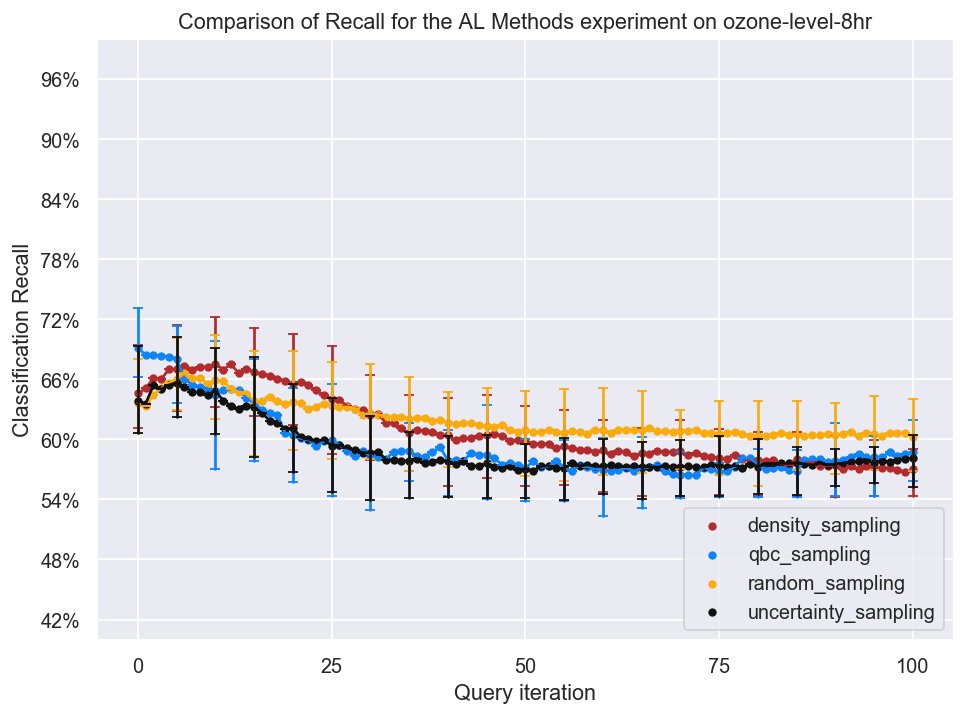 Comparison of Recall for the AL Methods experiment on ozone-level-8hr
Classification Recall
96%
90%
84%
78%
72%
66%
60%
54%
48%
42%
density_sampling
qbc_sampling
random_sampling
uncertainty_sampling
0
25
50
75
100
Query iteration